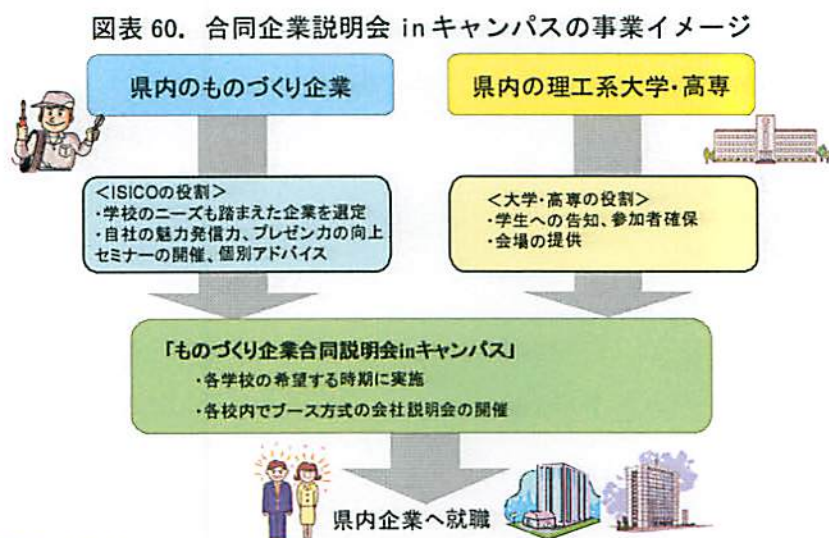 図表 60. 合同企業説明会 in キャンパスの事業イメージ
県内のものづくり企業
県内の理工系大学・高専
<ISICOの役割>
・学校のニーズも踏まえた企業を選定
・自社の魅力発信力、プレゼン力の向上
セミナーの開催、個別アドバイス
<大学・高専の役割>
・学生への告知、参加者確保
・会場の提供
「ものづくり企業合同説明会inキャンパス」
・各学校の希望する時期に実施
・各校内でブース方式の会社説明会の開催
県内企業へ就職